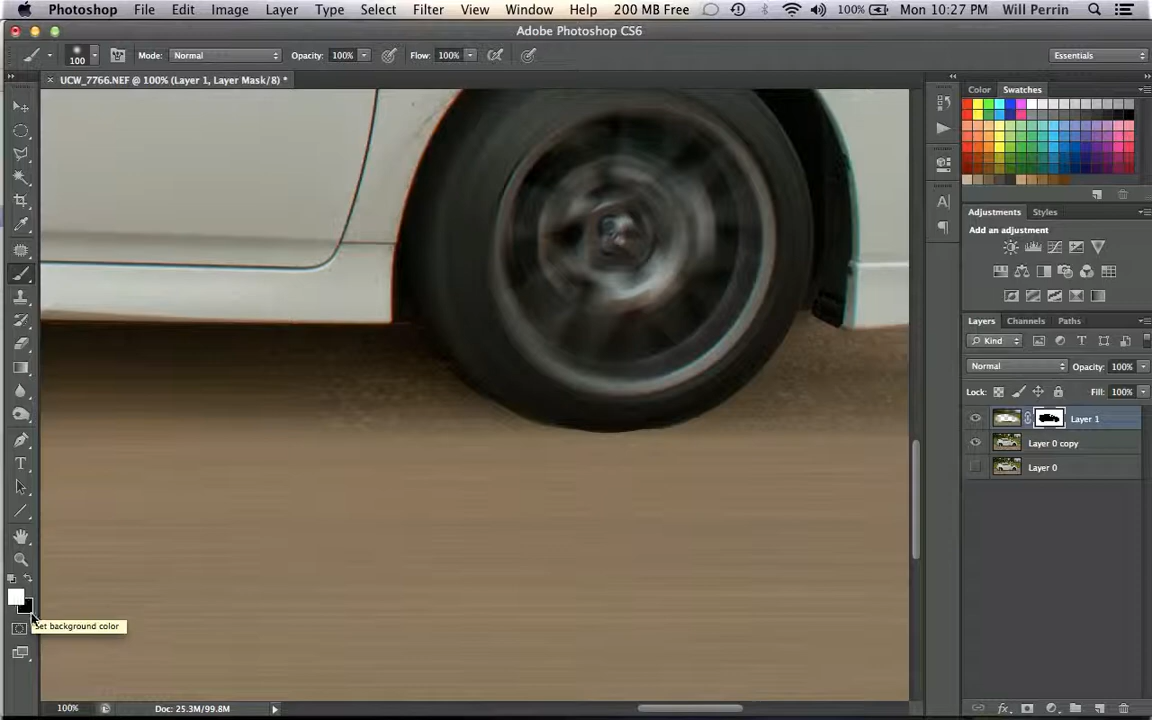 Photoshop File Edit Image Layer Type Select Filter View Window Help 200 MB Free 100% Mon 10:27 PM Will Perrin
Adobe Photoshop CS6
100 Mode: Normal Opacity: 100% Flow: 100% Essentials
UCW_7766.NEF @ 100% (Layer 1, Layer Mask/8) *
Color Swatches
Adjustments Styles
Add an adjustment
Layers Channels Paths
Kind
Normal Opacity: 100%
Lock: Fill: 100%
Layer 1
Layer 0 copy
Layer 0
Set background color
100% Doc: 25.3M/99.8M